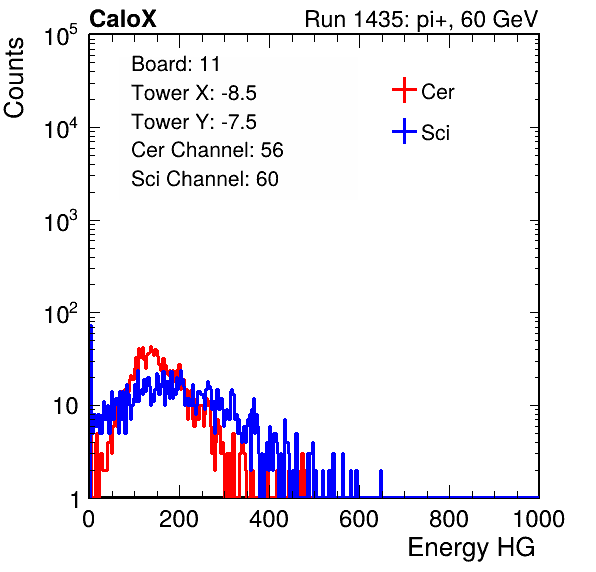 CaloX Run 1435: pi+, 60 GeV
Counts
Board: 11
Tower X: -8.5
Tower Y: -7.5
Cer Channel: 56
Sci Channel: 60
Cer
Sci
10^5
10^4
10^3
10^2
10
1
0 200 400 600 800 1000
Energy HG